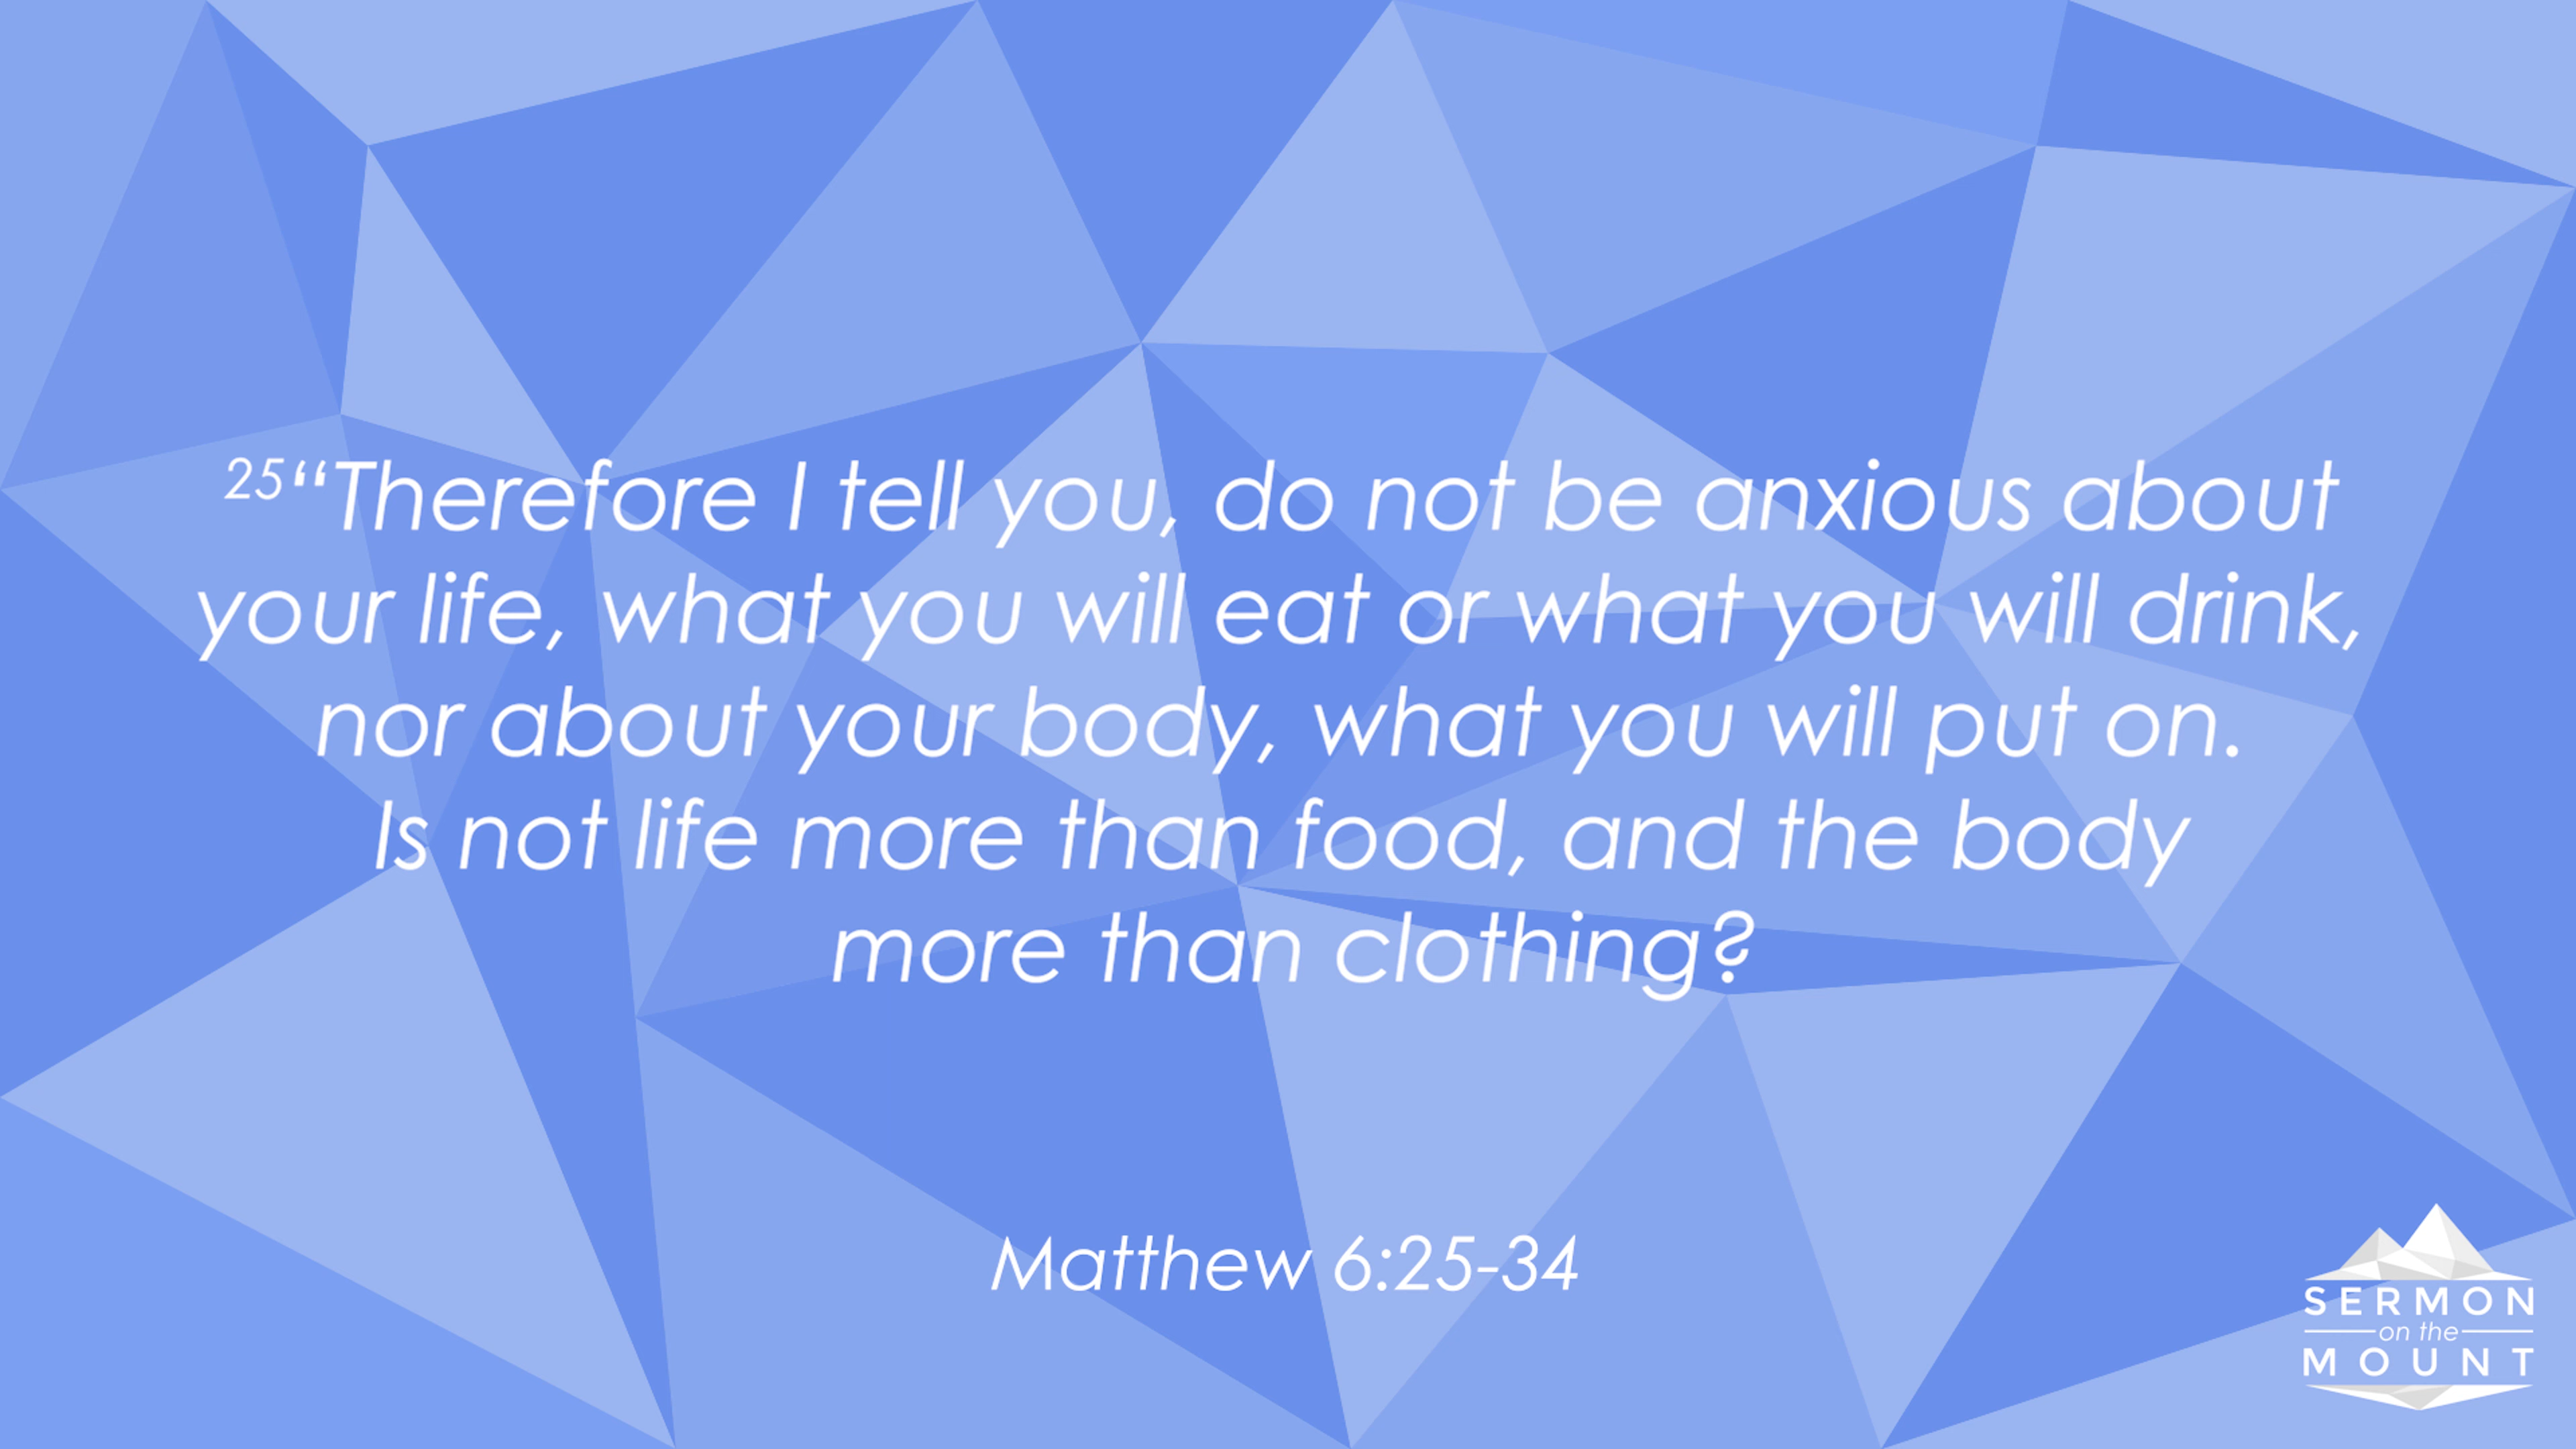 25“Therefore I tell you, do not be anxious about
your life, what you will eat or what you will drink,
nor about your body, what you will put on.
Is not life more than food, and the body
more than clothing?
Matthew 6:25-34
SERMON
on the
MOUNT